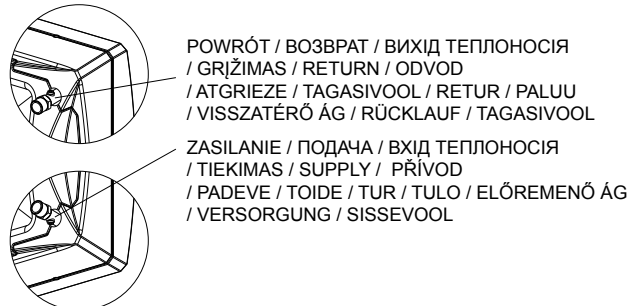 POWRÓT / ВОЗВРАТ / ВИХІД ТЕПЛОНОСІЯ
/ GRĮŽIMAS / RETURN / ODVOD
/ ATGRIEZE / TAGASIVOOL / RETUR / PALUU
/ VISSZATÉRŐ ÁG / RÜCKLAUF / TAGASIVOOL
ZASILANIE / ПОДАЧА / ВХІД ТЕПЛОНОСІЯ
/ TIEKIMAS / SUPPLY / PŘÍVOD
/ PADEVE / TOIDE / TUR / TULO / ELŐREMENŐ ÁG
/ VERSORGUNG / SISSEVOOL